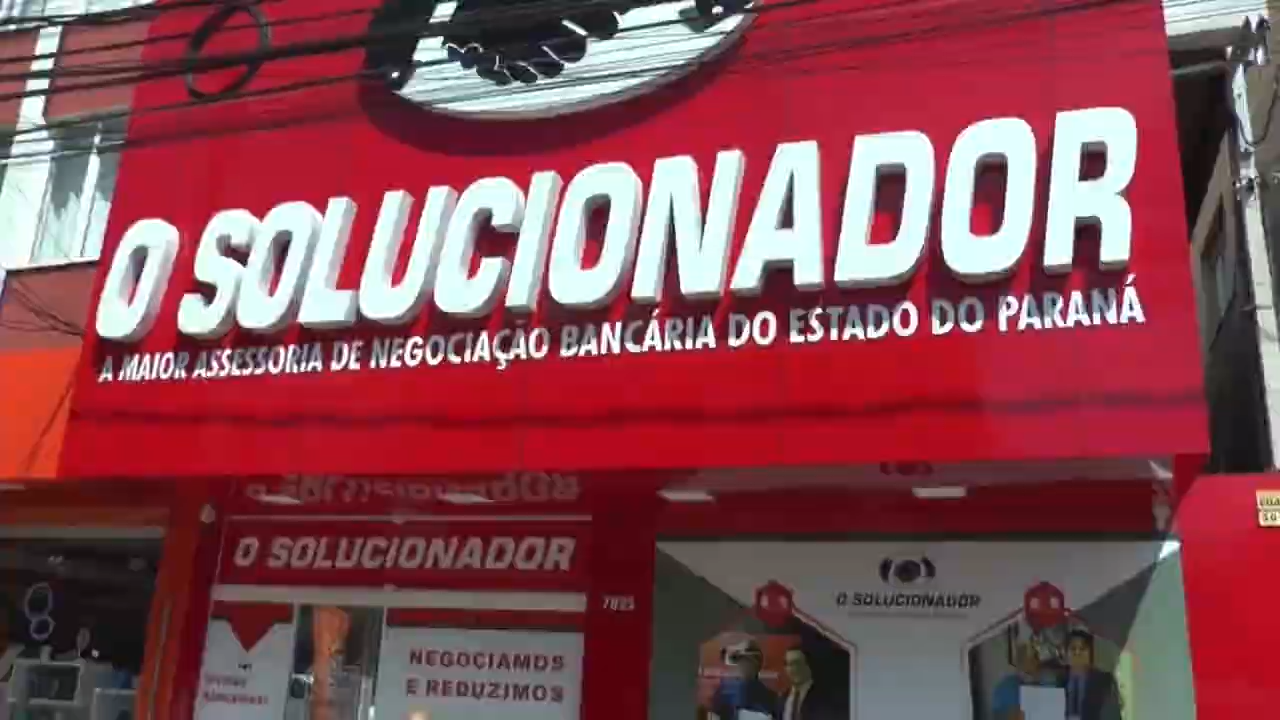 O SOLUCIONADOR
A MAIOR ASSESSORIA DE NEGOCIAÇÃO BANCÁRIA DO ESTADO DO PARANÁ
O SOLUCIONADOR
O SOLUCIONADOR
NEGOCIAMOS
E REDUZIMOS